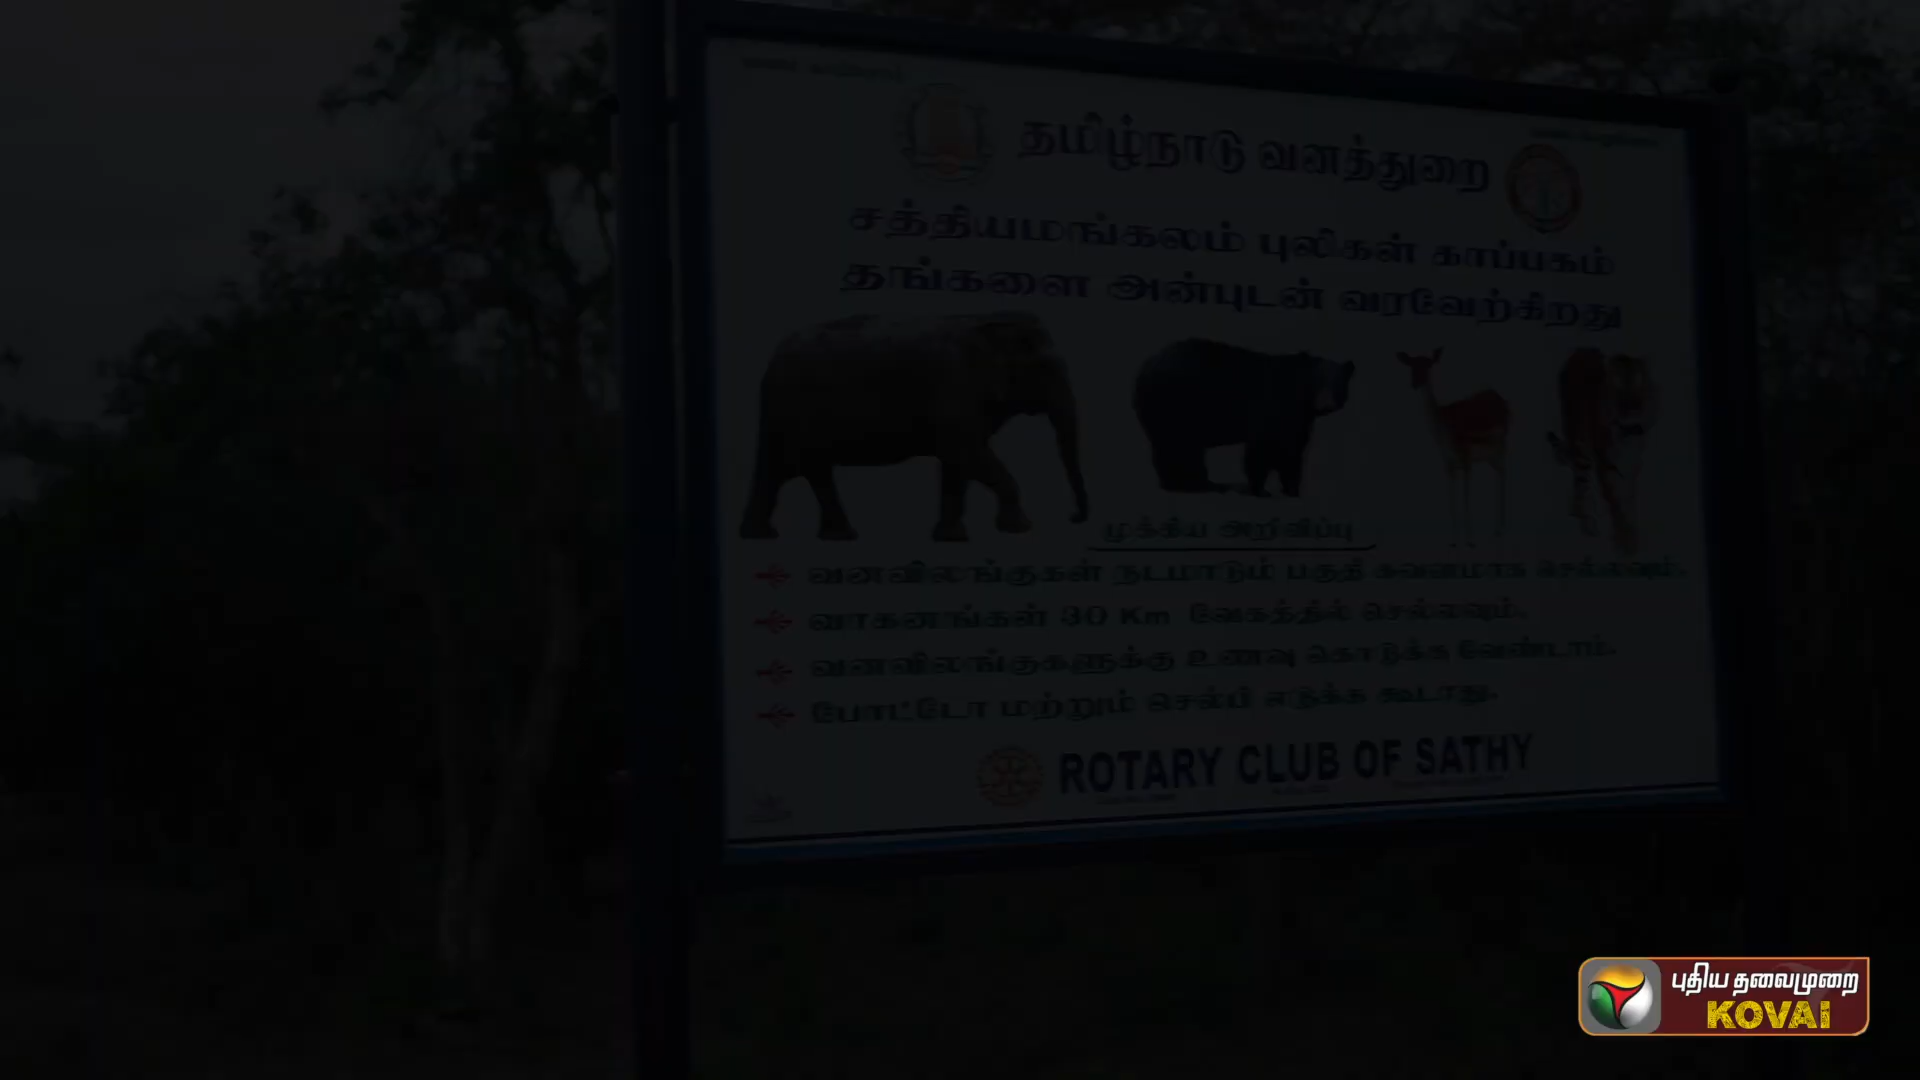 தமிழ்நாடு வனத்துறை
சத்தியமங்கலம் புலிகள் காப்பகம்
தங்களை அன்புடன் வரவேற்கிறது
முக்கிய அறிவிப்பு
வனவிலங்குகள் நடமாடும் பகுதி கவனமாக செல்லவும்.
வாகனங்கள் 30 Km வேகத்தில் செல்லவும்.
வனவிலங்குகளுக்கு உணவு கொடுக்க வேண்டாம்.
போட்டோ மற்றும் செல்பி எடுக்க கூடாது.
ROTARY CLUB OF SATHY
புதிய தலைமுறை
KOVAI